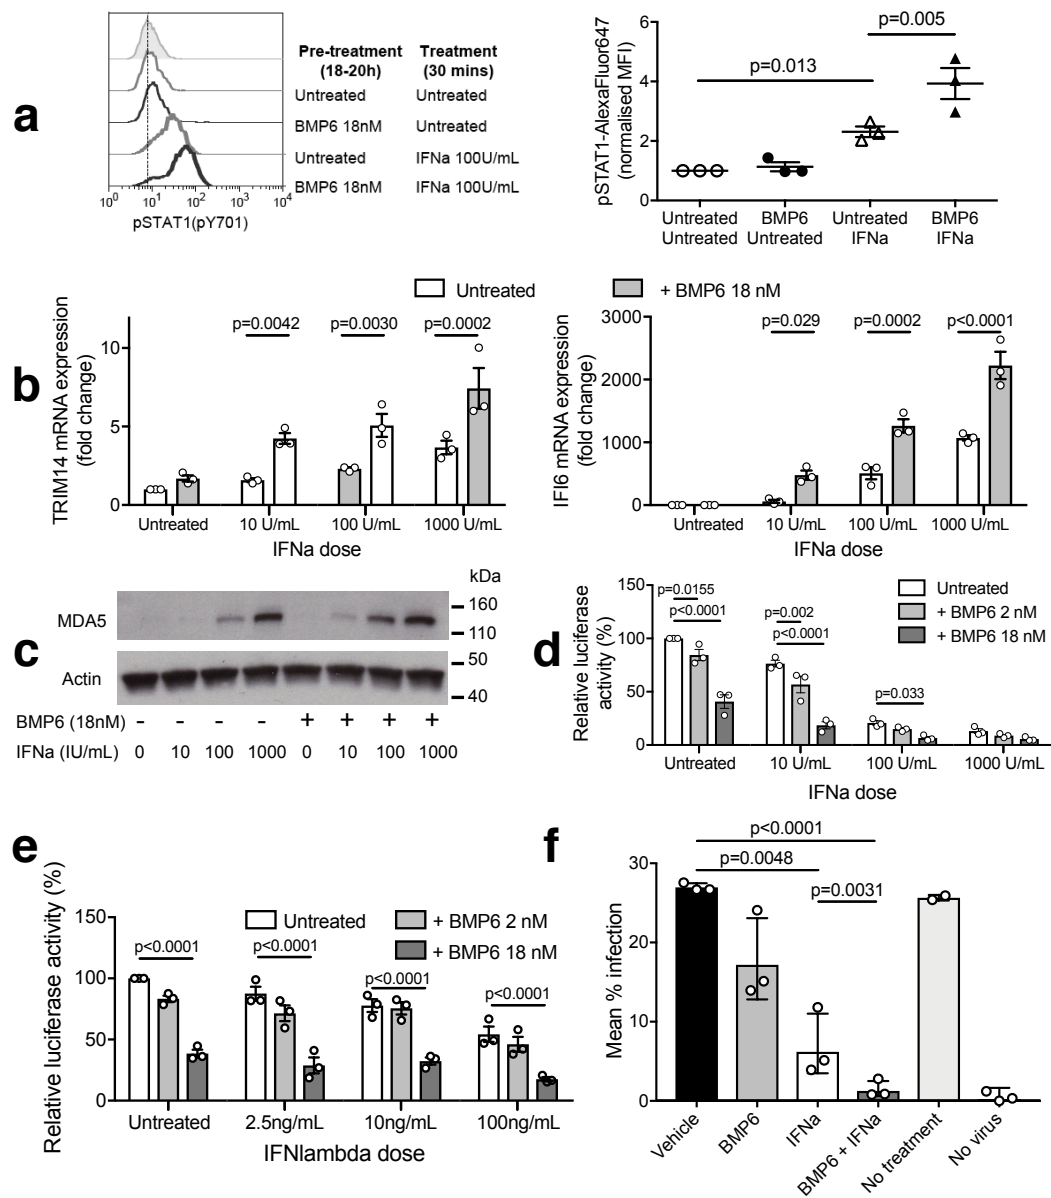 a
Pre-treatment Treatment
(18-20h) (30 mins)
Untreated Untreated
BMP6 18nM Untreated
Untreated IFNa 100U/mL
BMP6 18nM IFNa 100U/mL
10^0 10^1 10^2 10^3 10^4
pSTAT1(pY701)
pSTAT1-AlexaFluor647
(normalised MFI)
6
4
2
0
p=0.005
p=0.013
Untreated BMP6 Untreated BMP6
Untreated Untreated IFNa IFNa
Untreated + BMP6 18 nM
b
TRIM14 mRNA expression
(fold change)
10
5
0
p=0.0042 p=0.0030 p=0.0002
Untreated 10 U/mL 100 U/mL 1000 U/mL
IFNa dose
IFI6 mRNA expression
(fold change)
3000
2000
1000
0
p=0.029 p=0.0002 p<0.0001
Untreated 10 U/mL 100 U/mL 1000 U/mL
IFNa dose
c
kDa
MDA5
160
110
Actin
50
40
BMP6 (18nM) - - - - + + + +
IFNa (IU/mL) 0 10 100 1000 0 10 100 1000
d
Relative luciferase
activity (%)
150
100
50
0
p=0.0155
p<0.0001
p=0.002
p<0.0001
p=0.033
Untreated
+ BMP6 2 nM
+ BMP6 18 nM
Untreated 10 U/mL 100 U/mL 1000 U/mL
IFNa dose
e
Relative luciferase activity (%)
150
100
50
0
Untreated + BMP6 2 nM
+ BMP6 18 nM
p<0.0001 p<0.0001 p<0.0001 p<0.0001
Untreated 2.5ng/mL 10ng/mL 100ng/mL
IFNlambda dose
f
Mean % infection
30
20
10
0
p<0.0001
p=0.0048
p=0.0031
Vehicle
BMP6
IFNa
BMP6 + IFNa
No treatment
No virus